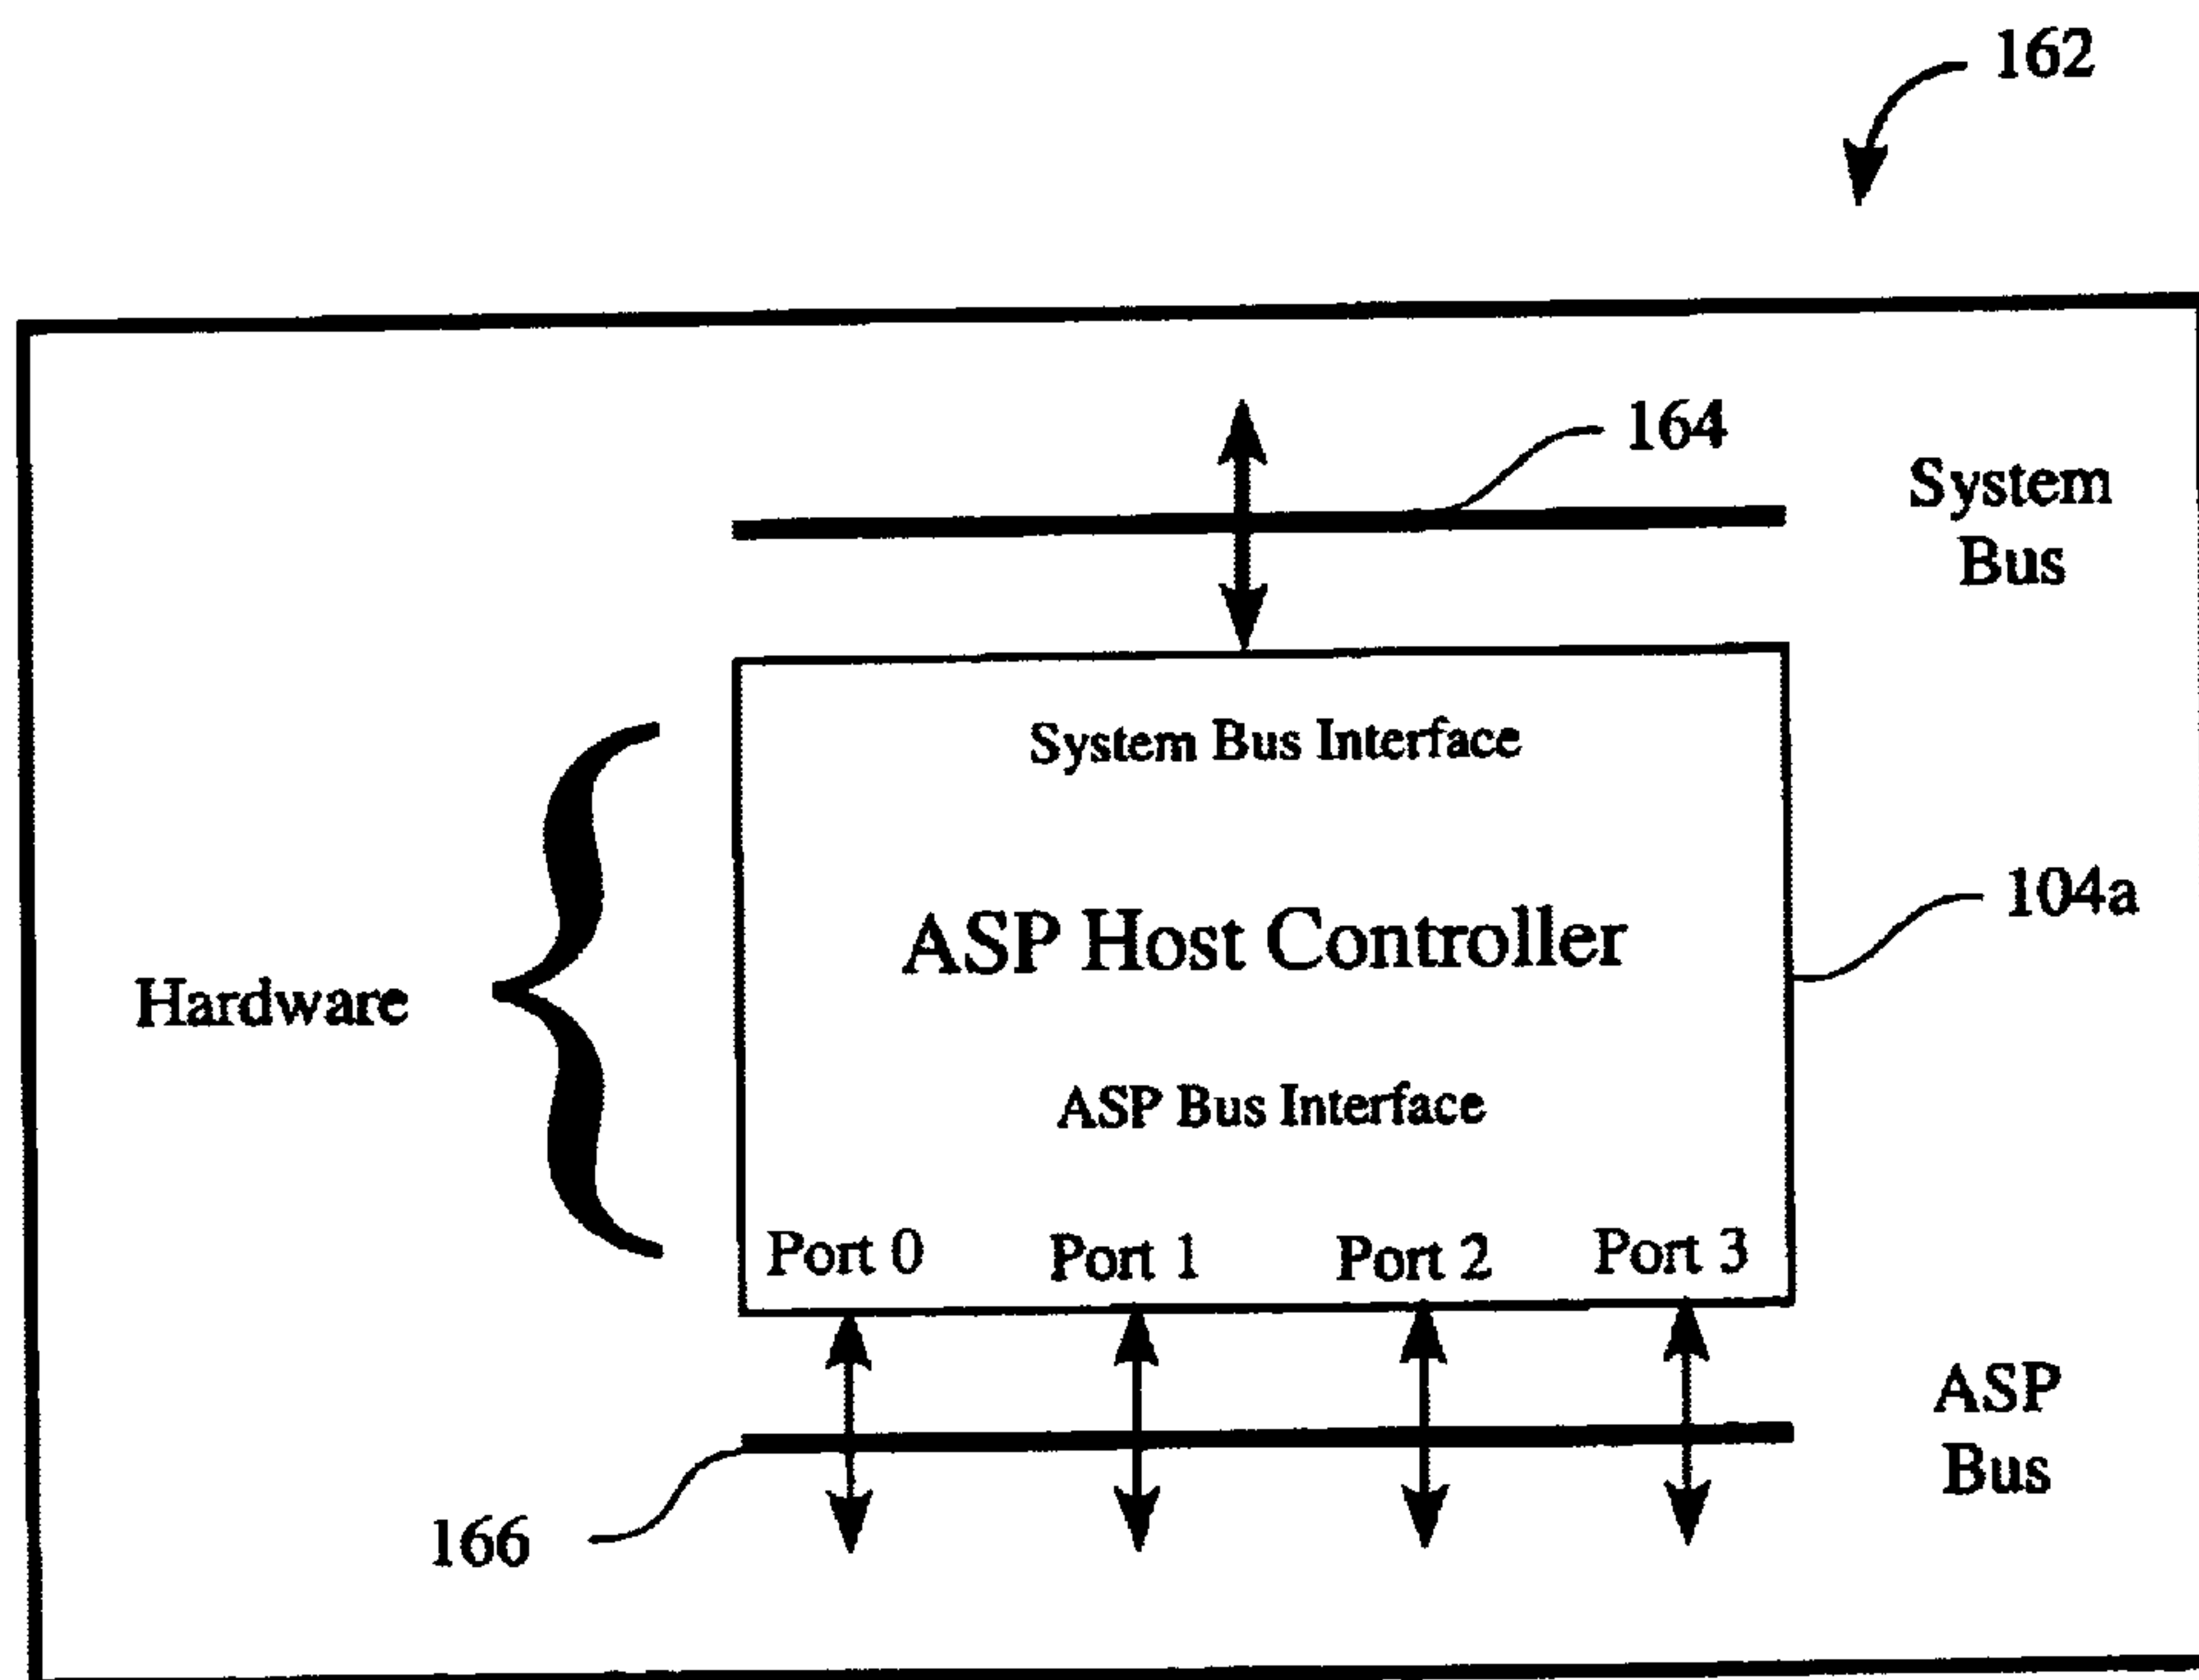 162
164
System
Bus
System Bus Interface
104a
ASP Host Controller
Hardware
ASP Bus Interface
Port 0 Port 1 Port 2 Port 3
ASP
Bus
166